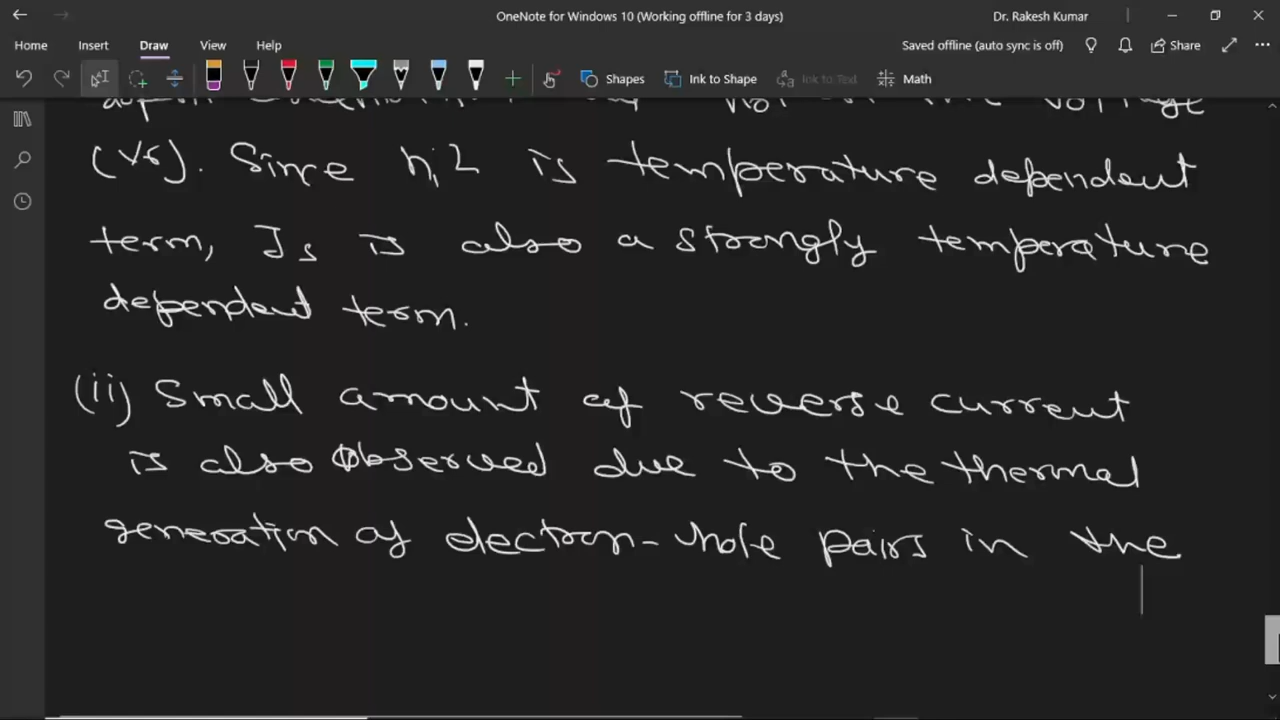 OneNote for Windows 10 (Working offline for 3 days) Dr. Rakesh Kumar
Home Insert Draw View Help Saved offline (auto sync is off) Share
Shapes Ink to Shape Ink to Text Math
voltage
(Vr). Since ni2 is temperature dependent
term, Is is also a strongly temperature
dependent term.
(ii) Small amount of reverse current
is also observed due to the thermal
generation of electron-hole pairs in the